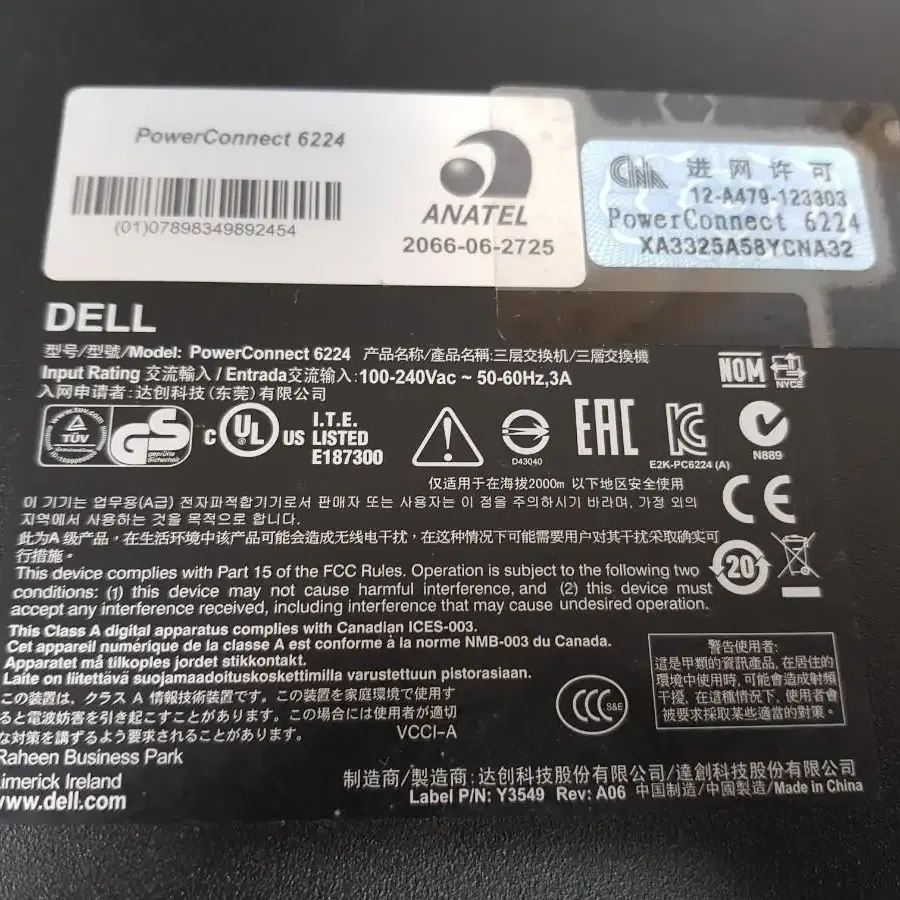 PowerConnect 6224
(01)07898349892454
ANATEL
2066-06-2725
CNA 进网许可
12-A479-123303
PowerConnect 6224
XA3325A58YCNA32
DELL
型号/型號/Model: PowerConnect 6224 产品名称/產品名稱:三层交换机/三層交換機
Input Rating 交流輸入 / Entrada交流输入:100-240Vac ~ 50-60Hz,3A
入网申请者:达创科技(东莞)有限公司
NOM
NYCE
www.tuv.com
TÜV
GS
geprüfte
Sicherheit
C UL US
I.T.E.
LISTED
E187300
D43040
EAC
E2K-PC6224 (A)
N889
仅适用于在海拔2000m 以下地区安全使用
CE
이 기기는 업무용(A급) 전자파적합기기로서 판매자 또는 사용자는 이 점을 주의하시기 바라며, 가정 외의
지역에서 사용하는 것을 목적으로 합니다.
此为A 级产品，在生活环境中该产品可能会造成无线电干扰，在这种情况下可能需要用户对其干扰采取确实可
行措施。
20
This device complies with Part 15 of the FCC Rules. Operation is subject to the following two
conditions: (1) this device may not cause harmful interference, and (2) this device must
accept any interference received, including interference that may cause undesired operation.
This Class A digital apparatus complies with Canadian ICES-003.
Cet appareil numérique de la classe A est conforme à la norme NMB-003 du Canada.
Apparatet må tilkoples jordet stikkontakt.
Laite on liitettävä suojamaadoituskoskettimilla varustettuun pistorasiaan.
この装置は、クラス A 情報技術装置です。この装置を家庭環境で使用す
ると電波妨害を引き起こすことがあります。この場合には使用者が適切
な対策を講ずるよう要求されることがあります。
VCCI-A
CCC S&E
警告使用者:
這是甲類的資訊產品, 在居住的
環境中使用時, 可能會造成射頻
干擾, 在這種情況下, 使用者會
被要求採取某些適當的對策。
Raheen Business Park
Limerick Ireland
www.dell.com
制造商/製造商:达创科技股份有限公司/達創科技股份有限公司
Label P/N: Y3549 Rev: A06 中国制造/中國製造/Made in China